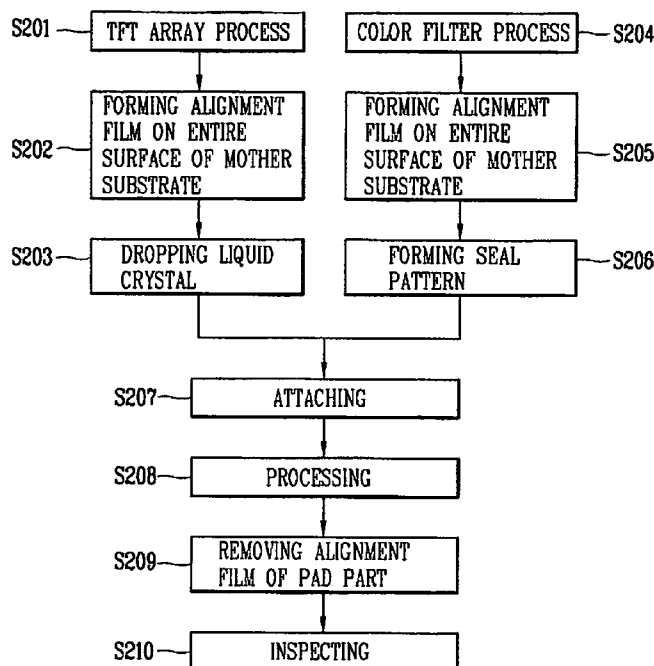 S201
TFT ARRAY PROCESS
COLOR FILTER PROCESS
S204
S202
FORMING ALIGNMENT
FILM ON ENTIRE
SURFACE OF MOTHER
SUBSTRATE
FORMING ALIGNMENT
FILM ON ENTIRE
SURFACE OF MOTHER
SUBSTRATE
S205
S203
DROPPING LIQUID
CRYSTAL
FORMING SEAL
PATTERN
S206
S207
ATTACHING
S208
PROCESSING
S209
REMOVING ALIGNMENT
FILM OF PAD PART
S210
INSPECTING